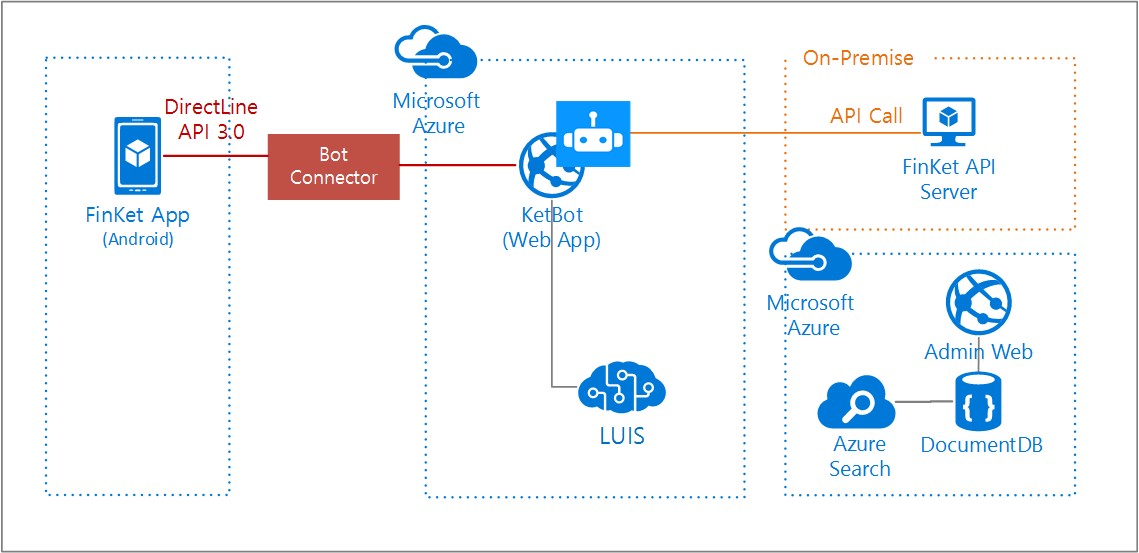 DirectLine
API 3.0
FinKet App
(Android)
Bot
Connector
Microsoft
Azure
KetBot
(Web App)
LUIS
On-Premise
API Call
FinKet API
Server
Microsoft
Azure
Admin Web
Azure
Search
DocumentDB
{ }